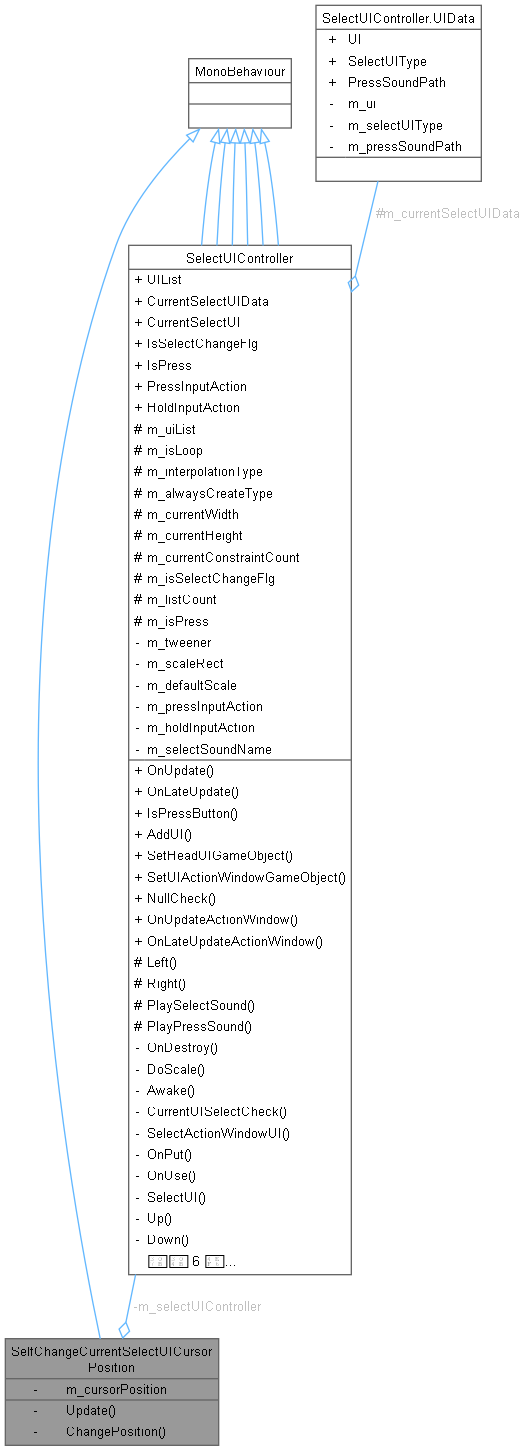 SelectUIController.UIData
+ UI
+ SelectUIType
+ PressSoundPath
- m_ui
- m_selectUIType
- m_pressSoundPath
MonoBehaviour
#m_currentSelectUIData
SelectUIController
+ UIList
+ CurrentSelectUIData
+ CurrentSelectUI
+ IsSelectChangeFlg
+ IsPress
+ PressInputAction
+ HoldInputAction
# m_uiList
# m_isLoop
# m_interpolationType
# m_alwaysCreateType
# m_currentWidth
# m_currentHeight
# m_currentConstraintCount
# m_isSelectChangeFlg
# m_listCount
# m_isPress
- m_tweener
- m_scaleRect
- m_defaultScale
- m_pressInputAction
- m_holdInputAction
- m_selectSoundName
+ OnUpdate()
+ OnLateUpdate()
+ IsPressButton()
+ AddUI()
+ SetHeadUIGameObject()
+ SetUIActionWindowGameObject()
+ NullCheck()
+ OnUpdateActionWindow()
+ OnLateUpdateActionWindow()
# Left()
# Right()
# PlaySelectSound()
# PlayPressSound()
- OnDestroy()
- DoScale()
- Awake()
- CurrentUISelectCheck()
- SelectActionWindowUI()
- OnPut()
- OnUse()
- SelectUI()
- Up()
- Down()
6 ...
-m_selectUIController
SelfChangeCurrentSelectUICursor
Position
- m_cursorPosition
- Update()
- ChangePosition()